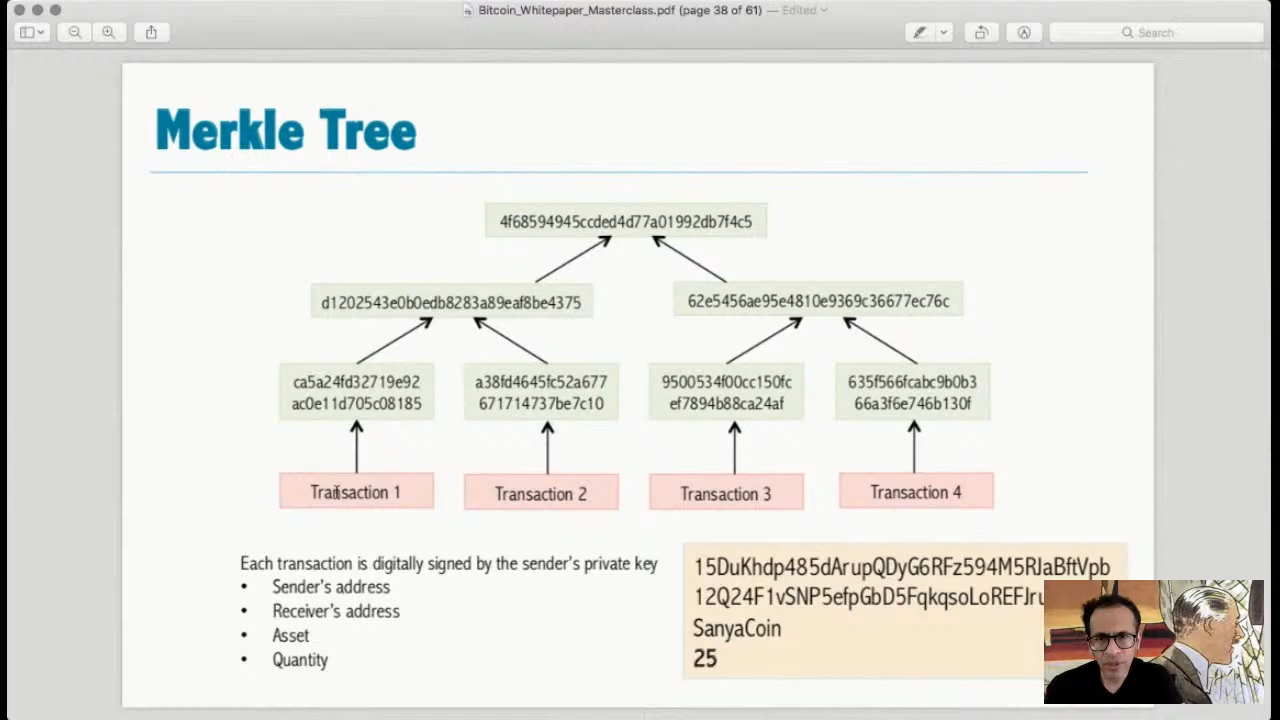 Bitcoin_Whitepaper_Masterclass.pdf (page 38 of 61) — Edited
Search
Merkle Tree
4f68594945ccded4d77a01992db7f4c5
d1202543e0b0edb8283a89eaf8be4375
62e5456ae95e4810e9369c36677ec76c
ca5a24fd32719e92
ac0e11d705c08185
a38fd4645fc52a677
671714737be7c10
9500534f00cc150fc
ef7894b88ca24af
635f566fcabc9b0b3
66a3f6e746b130f
Transaction 1
Transaction 2
Transaction 3
Transaction 4
Each transaction is digitally signed by the sender's private key
• Sender's address
• Receiver's address
• Asset
• Quantity
15DuKhdp485dArupQDyG6RFz594M5RJaBftVpb
12Q24F1vSNP5efpGbD5FqkqsoLoREFJru
SanyaCoin
25